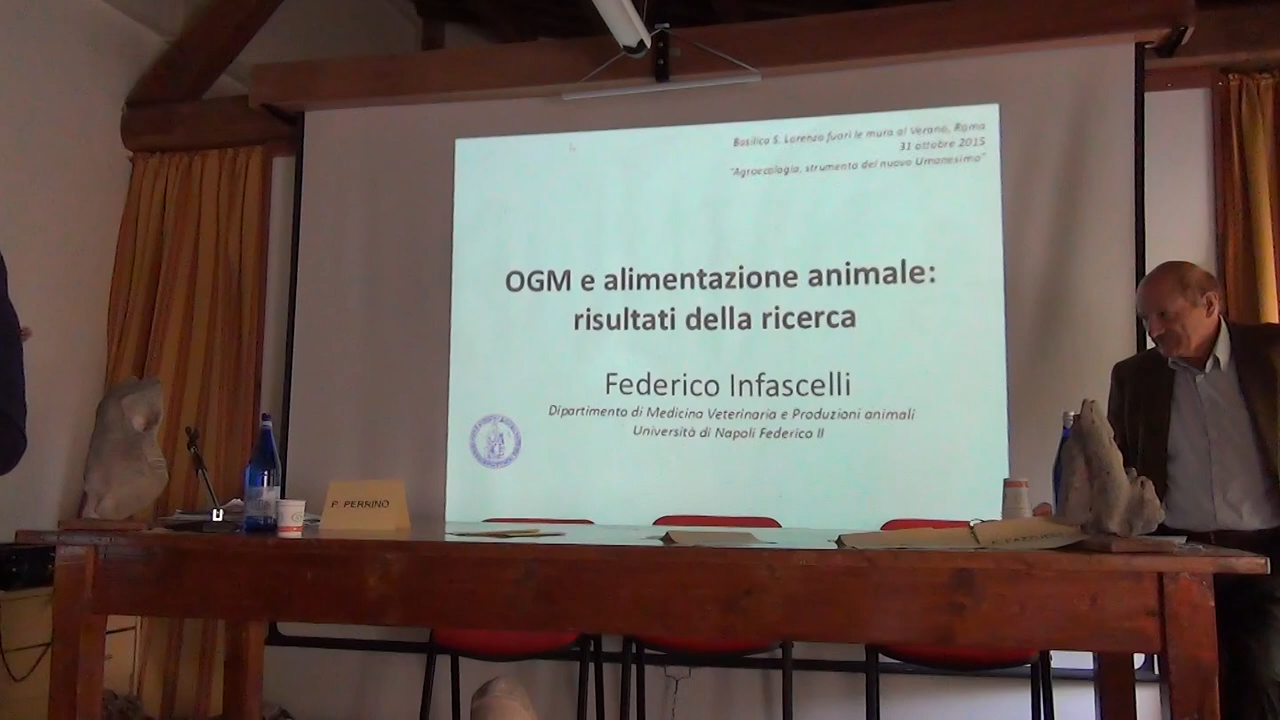 Basilica S. Lorenzo fuori le mura al Verano, Roma
31 ottobre 2015
"Agroecologia, strumento del nuovo Umanesimo"
OGM e alimentazione animale:
risultati della ricerca
Federico Infascelli
Dipartimento di Medicina Veterinaria e Produzioni animali
Università di Napoli Federico II
P. PERRINO